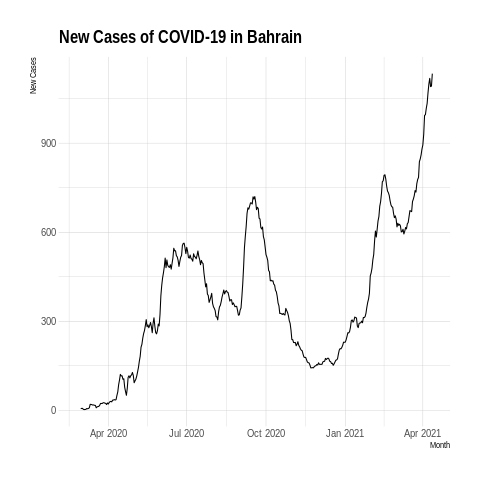 New Cases of COVID-19 in Bahrain
New Cases
900
600
300
0
Apr 2020 Jul 2020 Oct 2020 Jan 2021 Apr 2021
Month